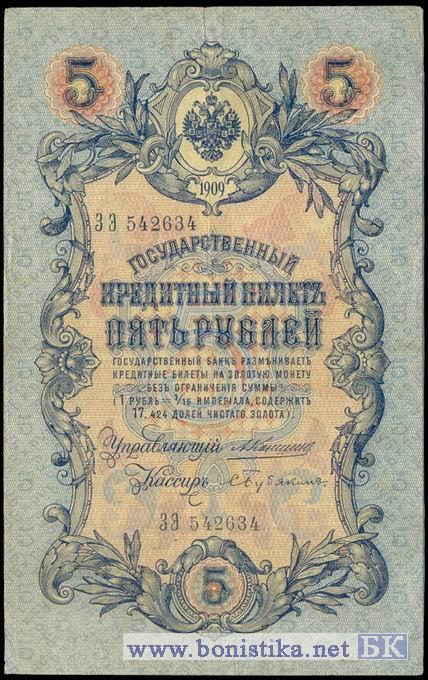 5 5
1909
ЗЭ 542634
ГОСУДАРСТВЕННЫЙ
КРЕДИТНЫЙ БИЛЕТЪ
ПЯТЬ РУБЛЕЙ
ГОСУДАРСТВЕННЫЙ БАНКЪ РАЗМѢНИВАЕТЪ
КРЕДИТНЫЕ БИЛЕТЫ НА ЗОЛОТУЮ МОНЕТУ
БЕЗЪ ОГРАНИЧЕНІЯ СУММЫ
(1 РУБЛЬ = 1/15 ИМПЕРІАЛА, СОДЕРЖИТЪ
17,424 ДОЛЕЙ ЧИСТАГО ЗОЛОТА).
Управляющій
Кассиръ
ЗЭ 542634
5
www.bonistika.net БК